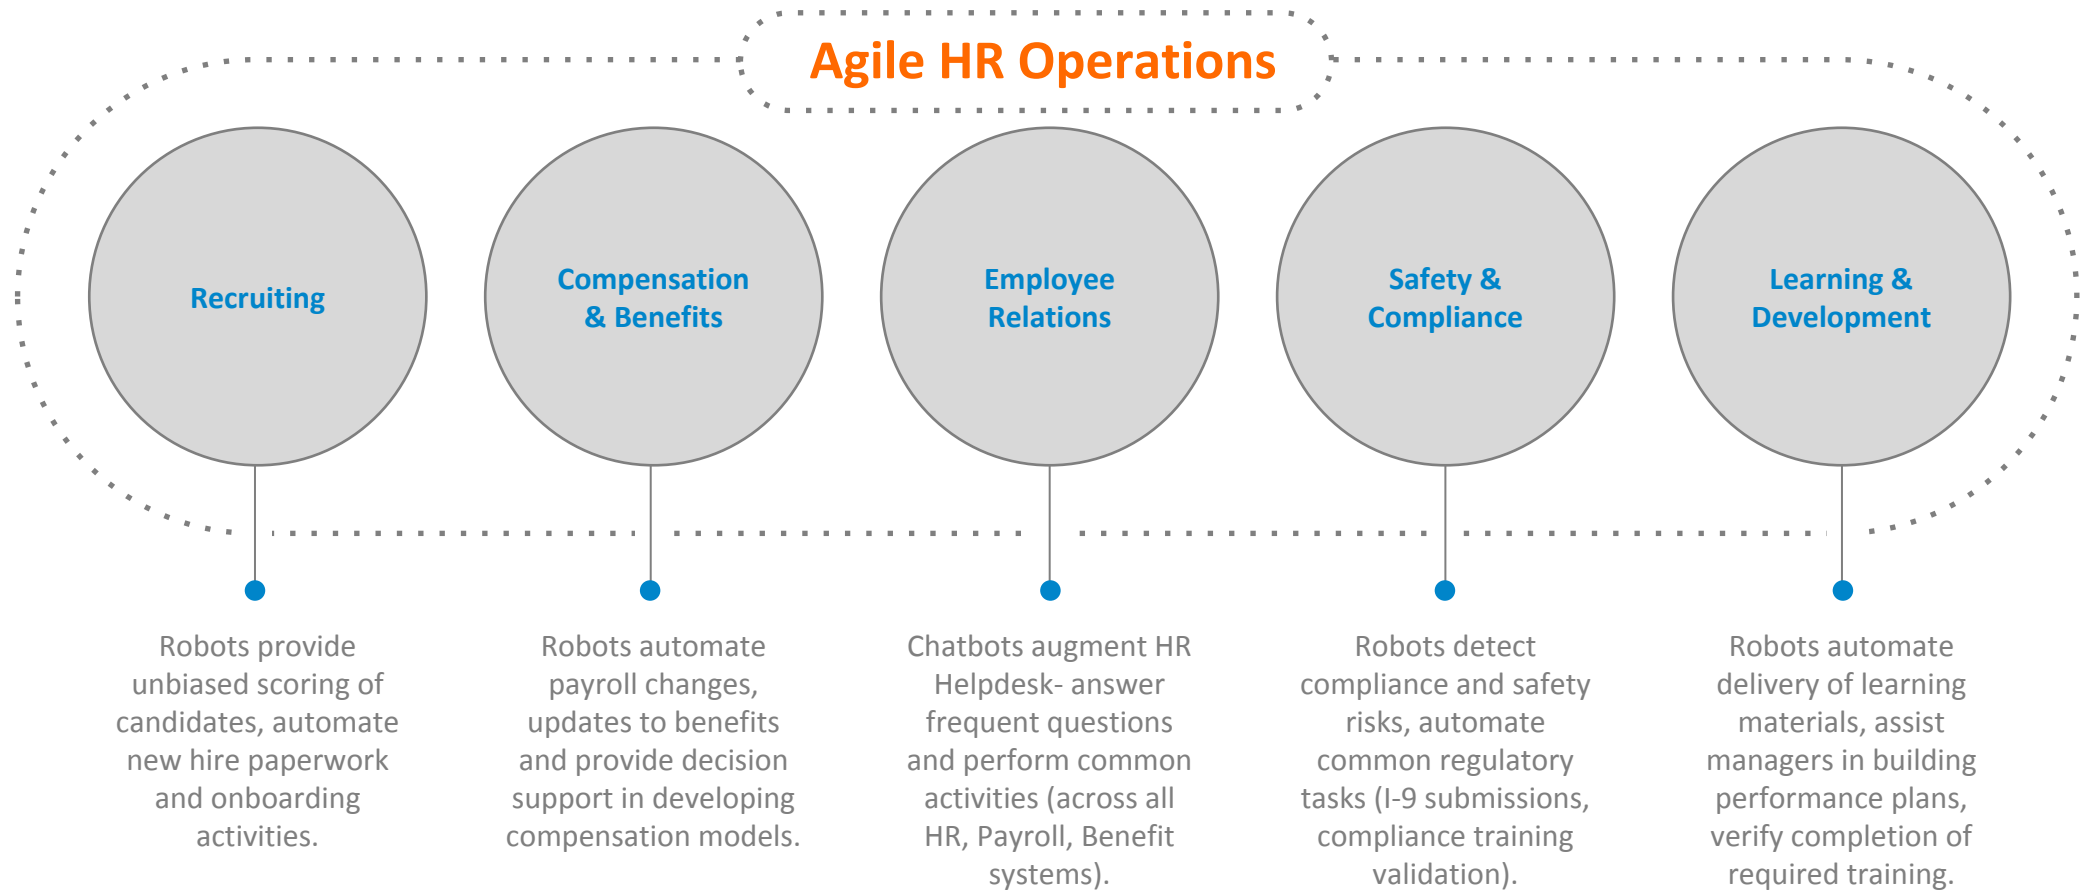 Agile HR Operations
Recruiting
Compensation
& Benefits
Employee
Relations
Safety &
Compliance
Learning &
Development
Robots provide
unbiased scoring of
candidates, automate
new hire paperwork
and onboarding
activities.
Robots automate
payroll changes,
updates to benefits
and provide decision
support in developing
compensation models.
Chatbots augment HR
Helpdesk- answer
frequent questions
and perform common
activities (across all
HR, Payroll, Benefit
systems).
Robots detect
compliance and safety
risks, automate
common regulatory
tasks (I-9 submissions,
compliance training
validation).
Robots automate
delivery of learning
materials, assist
managers in building
performance plans,
verify completion of
required training.